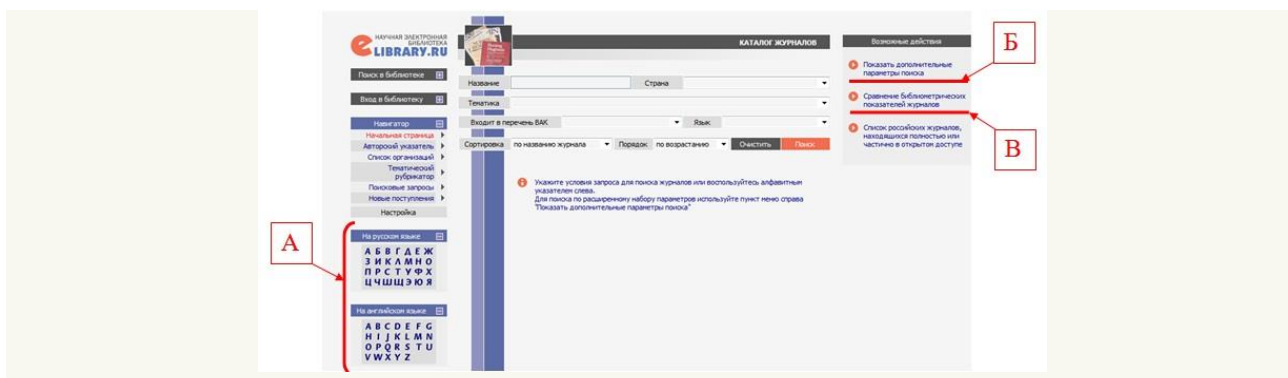 НАУЧНАЯ ЭЛЕКТРОННАЯ
БИБЛИОТЕКА
eLIBRARY.RU
Поиск в библиотеке
Вход в библиотеку
Навигатор
Начальная страница
Авторский указатель
Список организаций
Тематический
рубрикатор
Поисковые запросы
Новые поступления
Настройка
А
На русском языке
А Б В Г Д Е Ж
З И К Л М Н О
П Р С Т У Ф Х
Ц Ч Ш Щ Э Ю Я
На английском языке
A B C D E F G
H I J K L M N
O P Q R S T U
V W X Y Z
КАТАЛОГ ЖУРНАЛОВ
Название Страна
Тематика
Входит в перечень ВАК Язык
Сортировка по названию журнала Порядок по возрастанию Очистить Поиск
Укажите условия запроса для поиска журналов или воспользуйтесь алфавитным
указателем слева.
Для поиска по расширенному набору параметров используйте пункт меню справа
"Показать дополнительные параметры поиска"
Возможные действия
Показать дополнительные
параметры поиска
Сравнение библиометрических
показателей журналов
Список российских журналов,
находящихся полностью или
частично в открытом доступе
Б
В